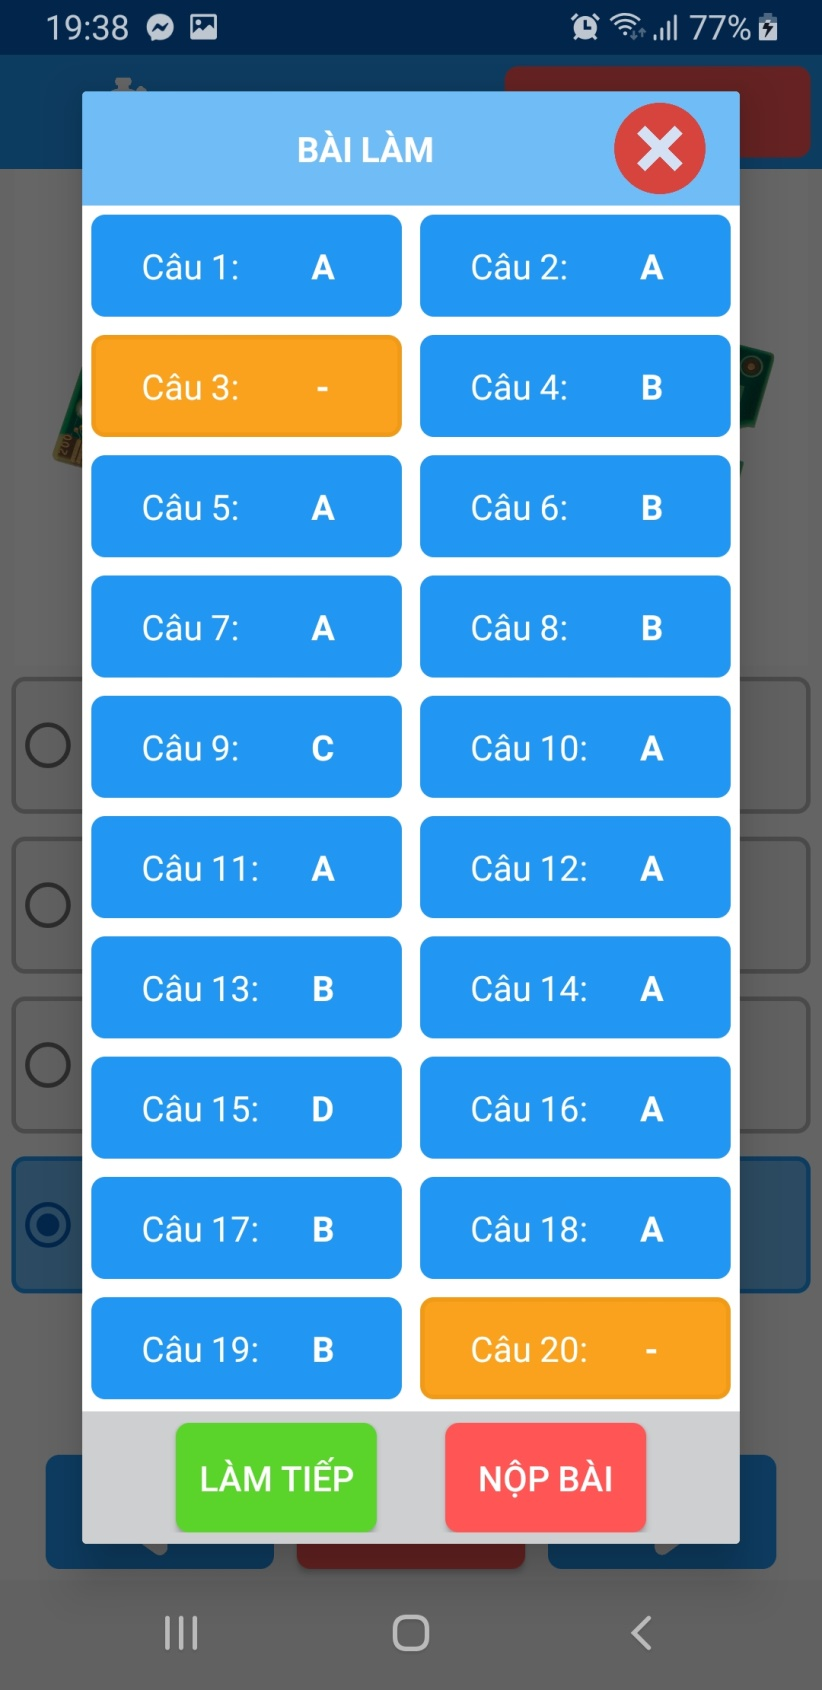 19:38 77%
BÀI LÀM
Câu 1: A Câu 2: A
Câu 3: - Câu 4: B
Câu 5: A Câu 6: B
Câu 7: A Câu 8: B
Câu 9: C Câu 10: A
Câu 11: A Câu 12: A
Câu 13: B Câu 14: A
Câu 15: D Câu 16: A
Câu 17: B Câu 18: A
Câu 19: B Câu 20: -
LÀM TIẾP NỘP BÀI